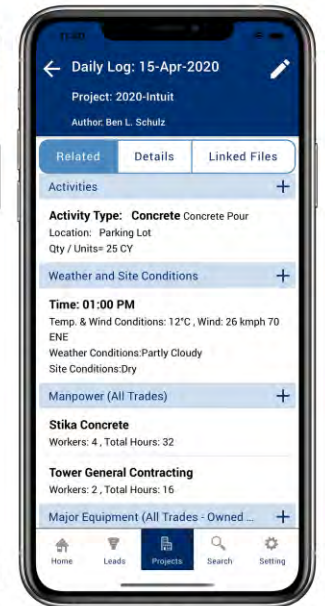 11:40
Daily Log: 15-Apr-2020
Project: 2020-Intuit
Author: Ben L. Schulz
Related Details Linked Files
Activities +
Activity Type: Concrete Concrete Pour
Location: Parking Lot
Qty / Units= 25 CY
Weather and Site Conditions +
Time: 01:00 PM
Temp. & Wind Conditions: 12°C , Wind: 26 kmph 70
ENE
Weather Conditions:Partly Cloudy
Site Conditions:Dry
Manpower (All Trades) +
Stika Concrete
Workers: 4 , Total Hours: 32
Tower General Contracting
Workers: 2 , Total Hours: 16
Major Equipment (All Trades - Owned ... +
Home Leads Projects Search Setting